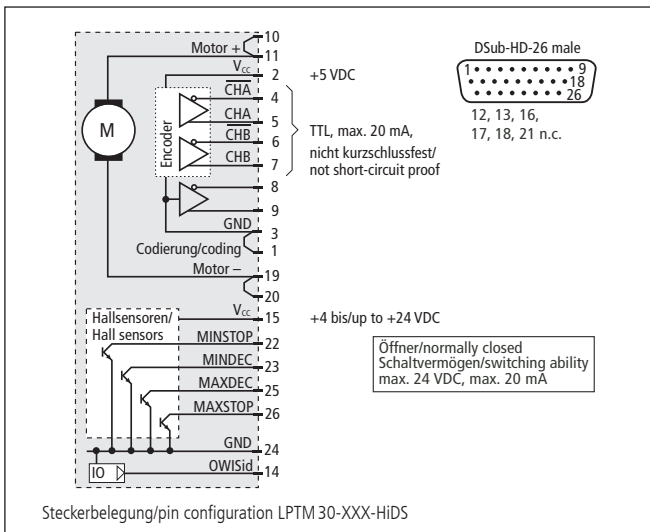 10
Motor + 11
Vcc 2 +5 VDC
CHA 4
CHA 5
CHB 6
CHB 7
8
9
GND 3
Codierung/coding 1
Motor – 19
20
M
Encoder
TTL, max. 20 mA,
nicht kurzschlussfest/
not short-circuit proof
DSub-HD-26 male
1 9
18
26
12, 13, 16,
17, 18, 21 n.c.
Hallsensoren/
Hall sensors
Vcc 15 +4 bis/up to +24 VDC
MINSTOP 22
MINDEC 23
MAXDEC 25
MAXSTOP 26
GND 24
IO OWISid 14
Öffner/normally closed
Schaltvermögen/switching ability
max. 24 VDC, max. 20 mA
Steckerbelegung/pin configuration LPTM 30-XXX-HiDS